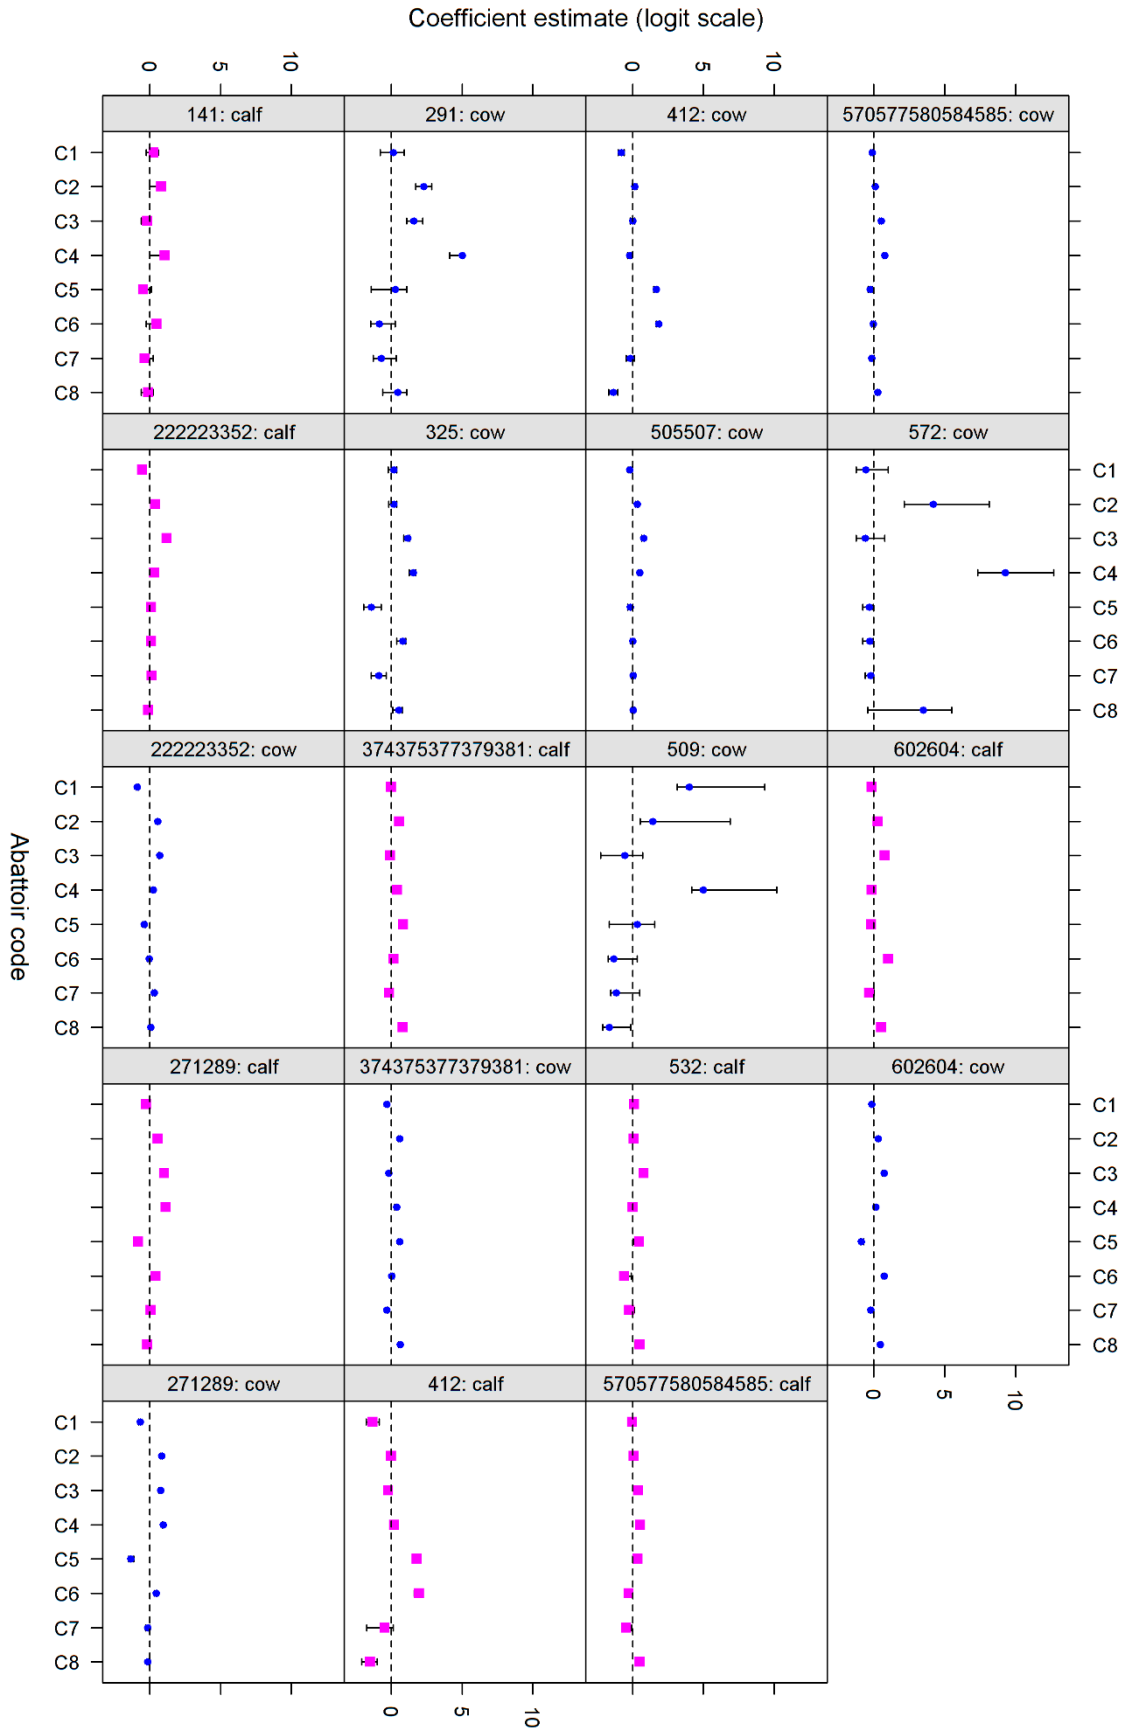 Coefficient estimate (logit scale)
0 5 10 0 5 10
141: calf 291: cow 412: cow 570577580584585: cow
C1
C2
C3
C4
C5
C6
C7
C8
222223352: calf 325: cow 505507: cow 572: cow
C1
C2
C3
C4
C5
C6
C7
C8
222223352: cow 374375377379381: calf 509: cow 602604: calf
C1
C2
C3
C4
C5
C6
C7
C8
271289: calf 374375377379381: cow 532: calf 602604: cow
C1
C2
C3
C4
C5
C6
C7
C8
0 5 10
271289: cow 412: calf 570577580584585: calf
C1
C2
C3
C4
C5
C6
C7
C8
0 5 10
Abattoir code